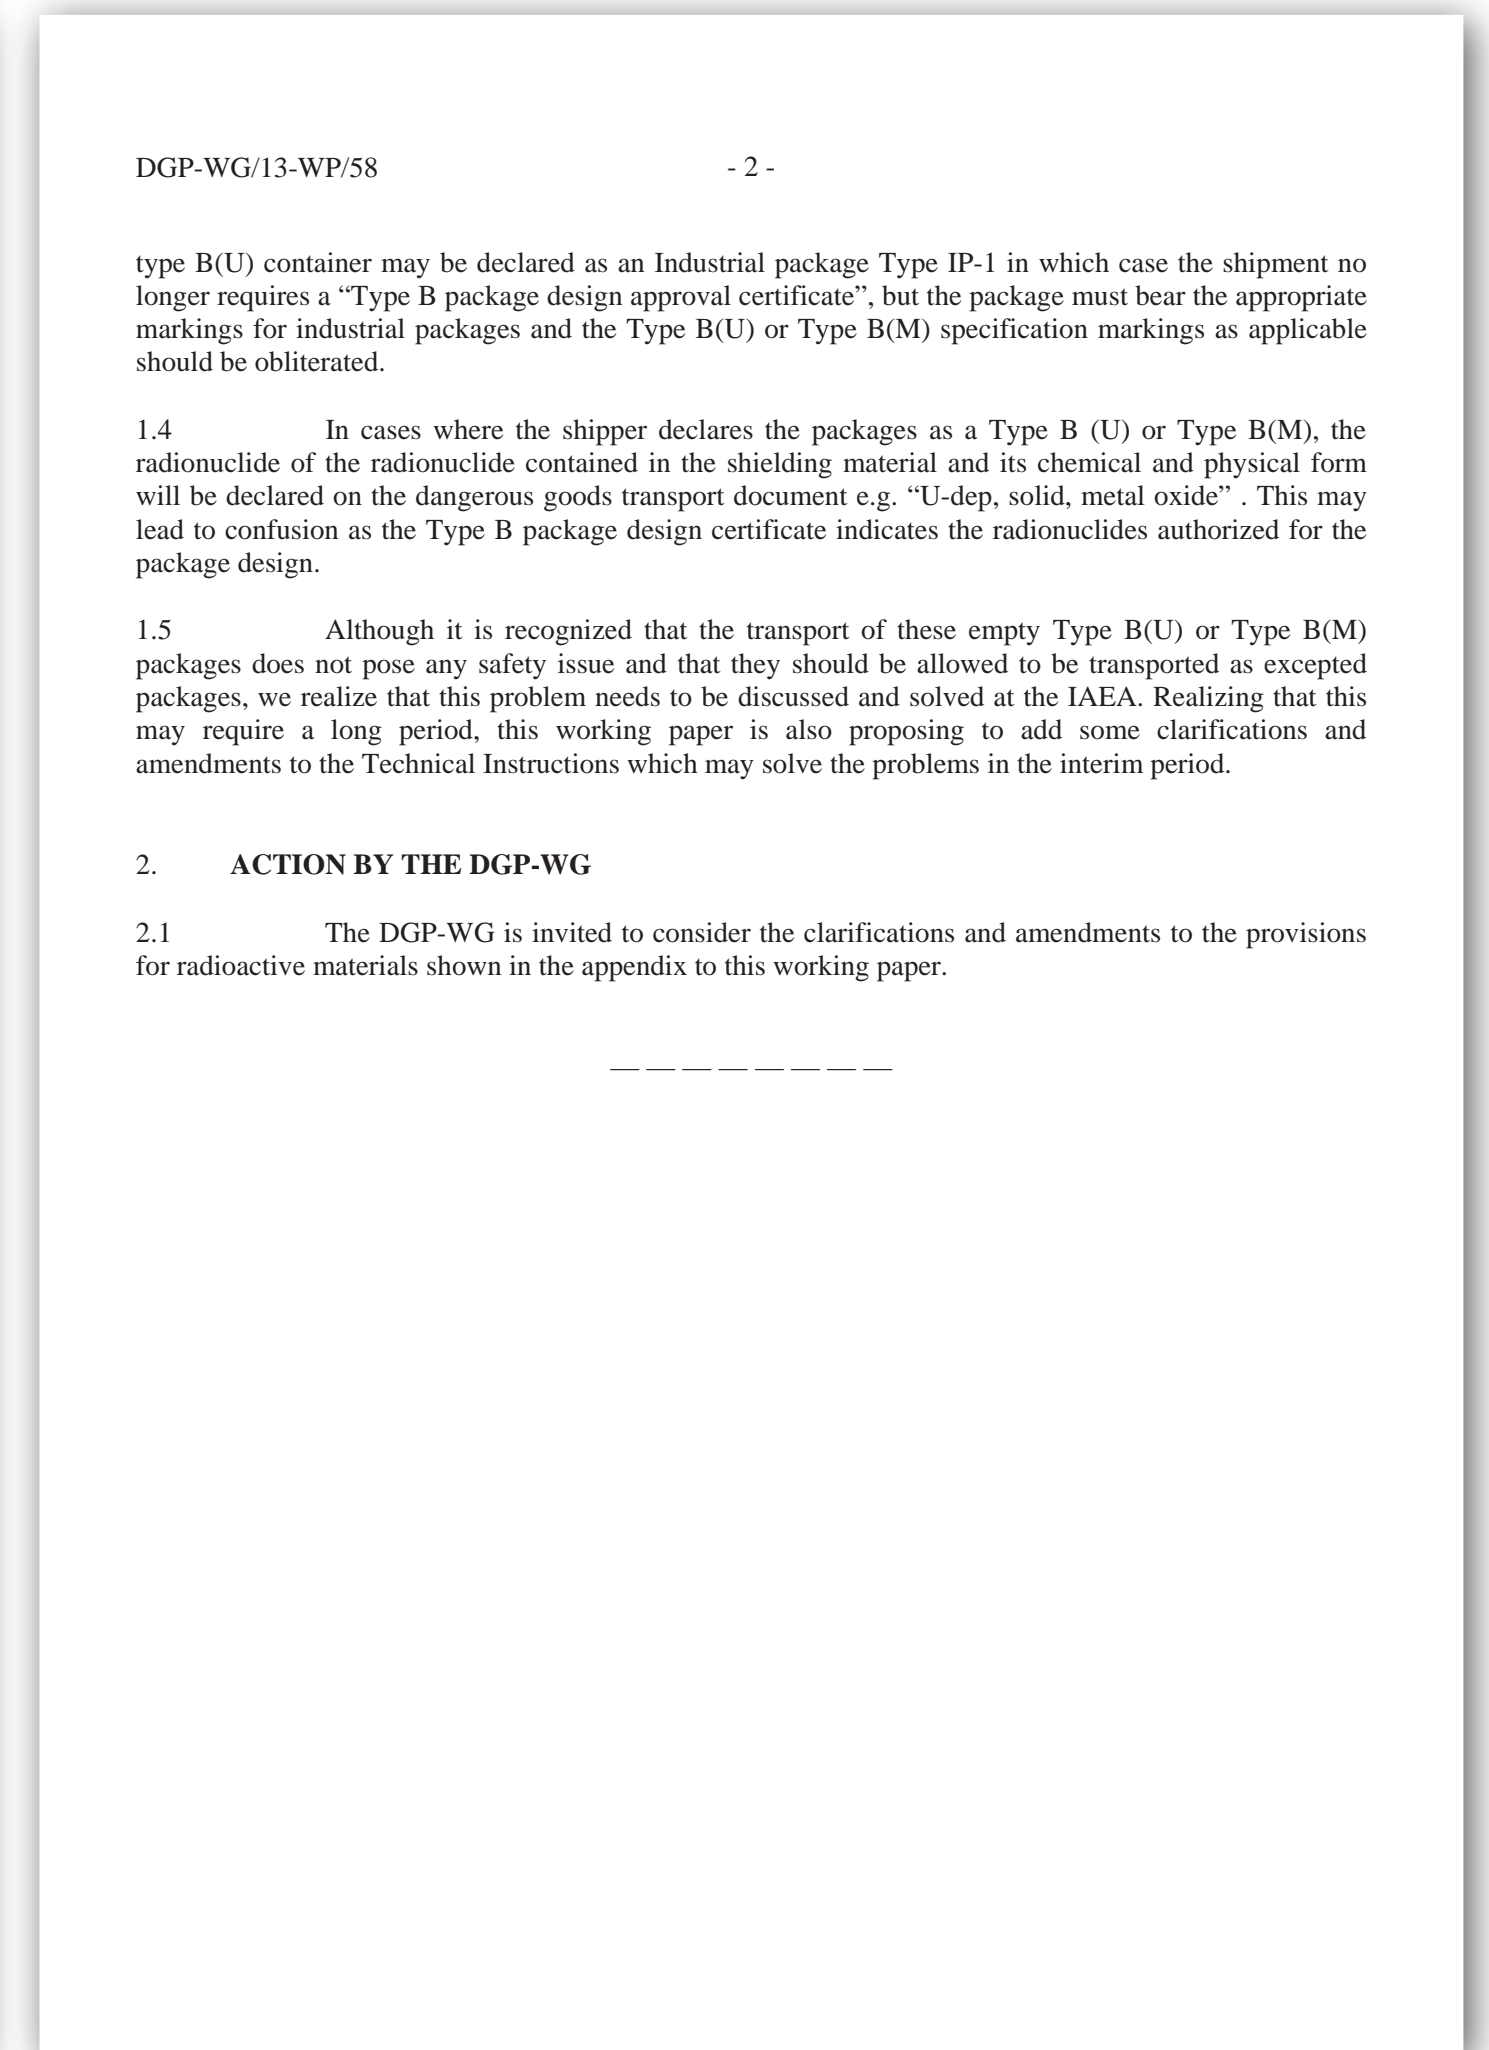 DGP-WG/13-WP/58 - 2 -
type B(U) container may be declared as an Industrial package Type IP-1 in which case the shipment no
longer requires a “Type B package design approval certificate”, but the package must bear the appropriate
markings for industrial packages and the Type B(U) or Type B(M) specification markings as applicable
should be obliterated.
1.4 In cases where the shipper declares the packages as a Type B (U) or Type B(M), the
radionuclide of the radionuclide contained in the shielding material and its chemical and physical form
will be declared on the dangerous goods transport document e.g. “U-dep, solid, metal oxide” . This may
lead to confusion as the Type B package design certificate indicates the radionuclides authorized for the
package design.
1.5 Although it is recognized that the transport of these empty Type B(U) or Type B(M)
packages does not pose any safety issue and that they should be allowed to be transported as excepted
packages, we realize that this problem needs to be discussed and solved at the IAEA. Realizing that this
may require a long period, this working paper is also proposing to add some clarifications and
amendments to the Technical Instructions which may solve the problems in the interim period.
2. ACTION BY THE DGP-WG
2.1 The DGP-WG is invited to consider the clarifications and amendments to the provisions
for radioactive materials shown in the appendix to this working paper.
— — — — — — — —